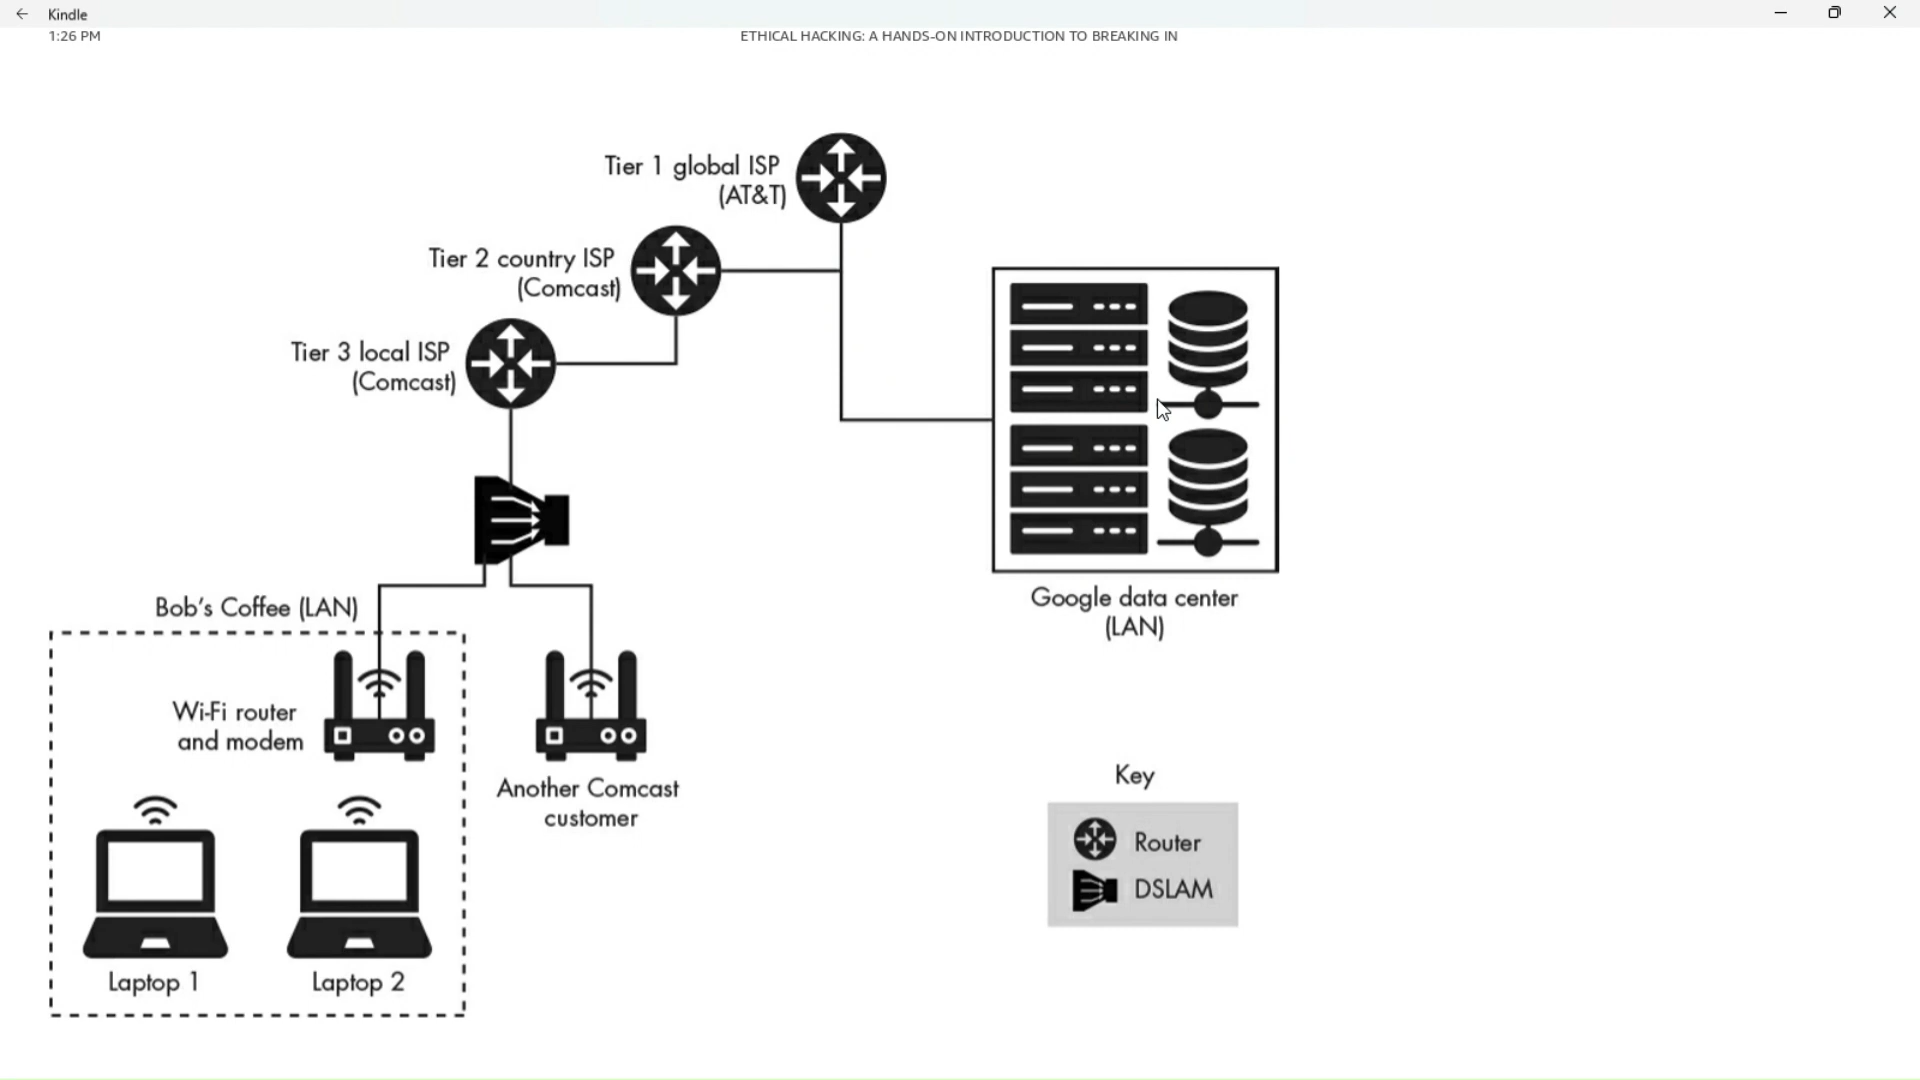 Kindle
1:26 PM
ETHICAL HACKING: A HANDS-ON INTRODUCTION TO BREAKING IN
Tier 1 global ISP
(AT&T)
Tier 2 country ISP
(Comcast)
Tier 3 local ISP
(Comcast)
Bob's Coffee (LAN)
Google data center
(LAN)
Wi-Fi router
and modem
Another Comcast
customer
Key
Router
DSLAM
Laptop 1
Laptop 2